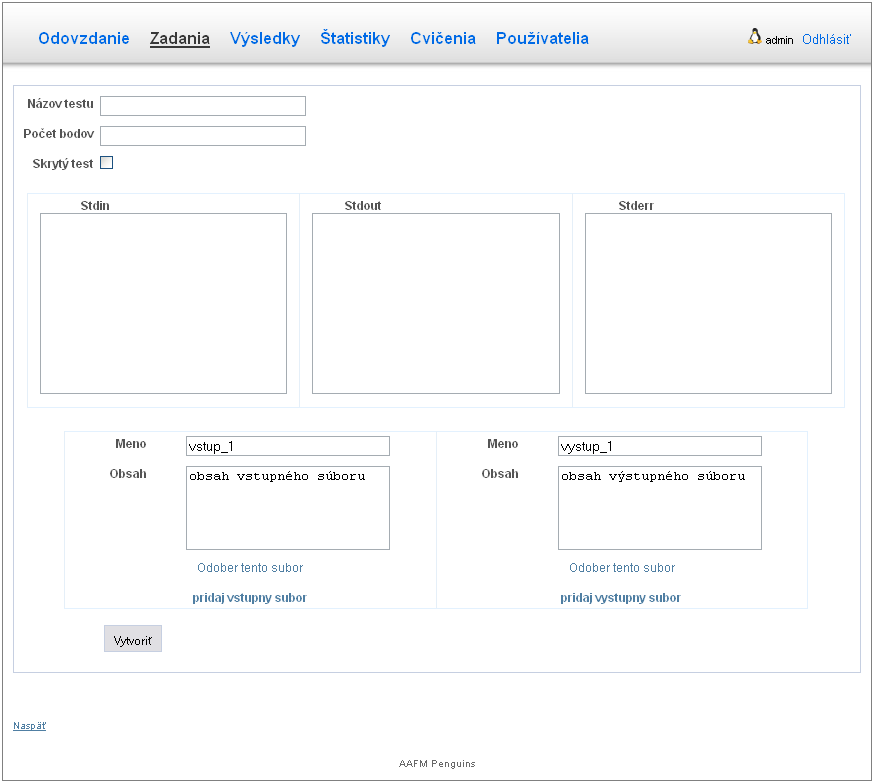 Odovzdanie Zadania Výsledky Štatistiky Cvičenia Používatelia admin Odhlásiť
Názov testu
Počet bodov
Skrytý test
Stdin Stdout Stderr
Meno vstup_1 Meno vystup_1
Obsah obsah vstupného súboru Obsah obsah výstupného súboru
Odober tento subor Odober tento subor
pridaj vstupny subor pridaj vystupny subor
Vytvoriť
Naspäť
AAFM Penguins